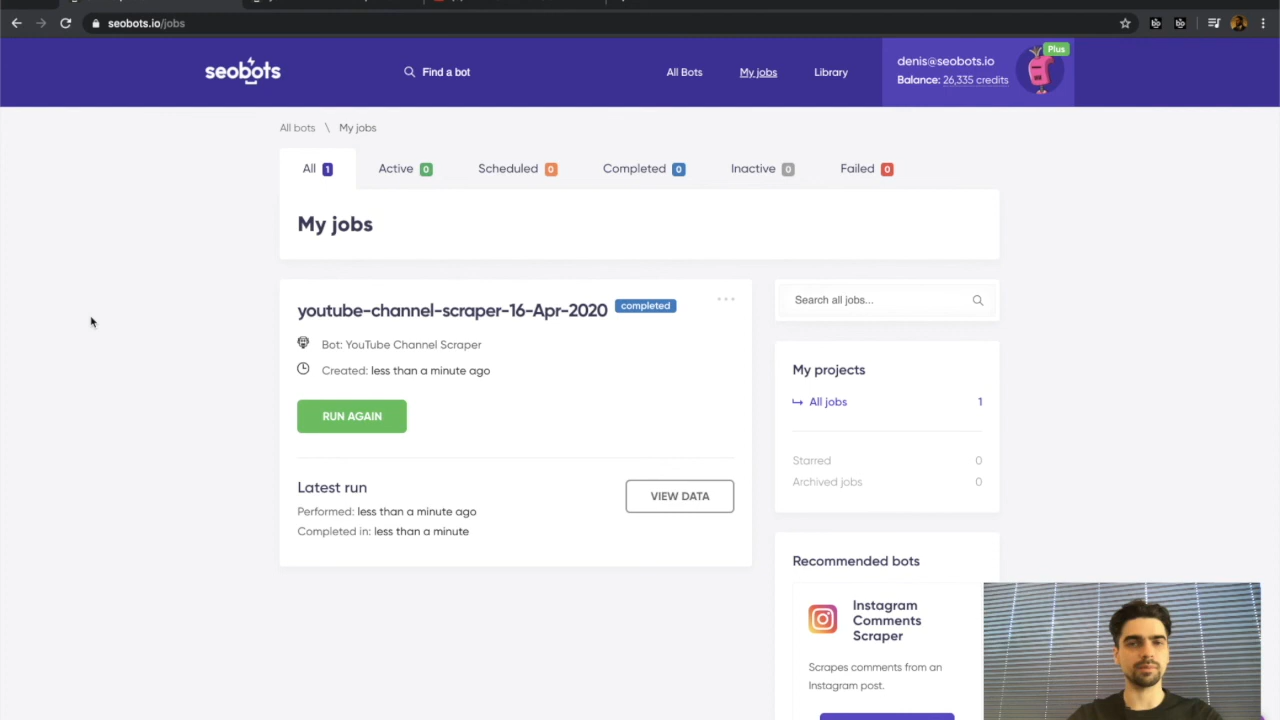 seobots.io/jobs
seobots
Find a bot
All Bots
My jobs
Library
denis@seobots.io
Balance: 26,335 credits
Plus
All bots \ My jobs
All 1
Active 0
Scheduled 0
Completed 0
Inactive 0
Failed 0
My jobs
youtube-channel-scraper-16-Apr-2020
completed
Bot: YouTube Channel Scraper
Created: less than a minute ago
RUN AGAIN
Latest run
Performed: less than a minute ago
Completed in: less than a minute
VIEW DATA
Search all jobs...
My projects
All jobs 1
Starred 0
Archived jobs 0
Recommended bots
Instagram
Comments
Scraper
Scrapes comments from an
Instagram post.